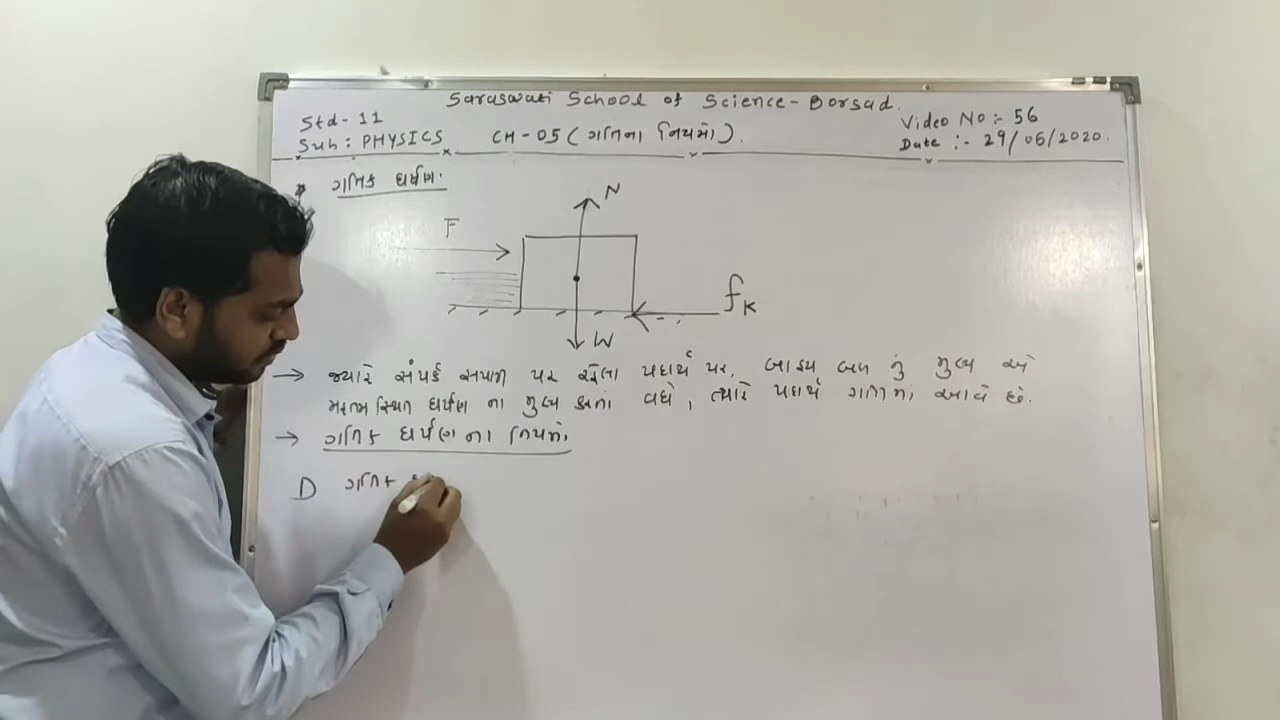 Saraswati School of Science - Borsad.
Std - 11
Sub : PHYSICS
CH - 05 ( ગતિના નિયમો ) .
Video No :- 56
Date :- 29/05/2020.
* ગતિક ઘર્ષણ.
N
F
fK
W
→ જ્યારે સંપર્ક સપાટી પર રહેલા પદાર્થ પર, બાહ્ય બળ નું મુલ્ય એ
મહત્તમ સ્થિત ઘર્ષણ ના મુલ્ય કરતાં વધે, ત્યારે પદાર્થ ગતિમાં આવે છે.
→ ગતિક ઘર્ષણ ના નિયમો
1) ગતિક